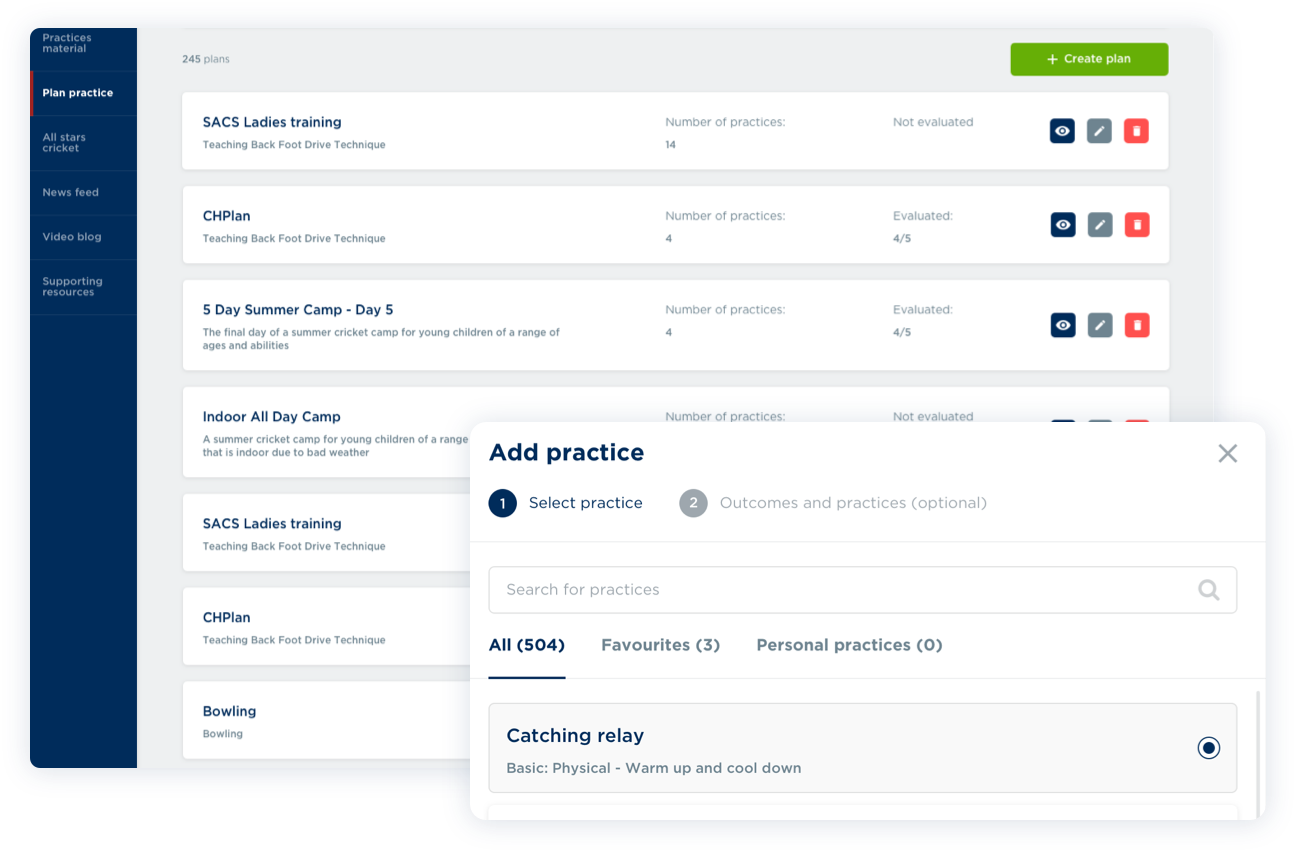 Practices
material
Plan practice
All stars
cricket
News feed
Video blog
Supporting
resources
245 plans
+ Create plan
SACS Ladies training
Teaching Back Foot Drive Technique
Number of practices:
14
Not evaluated
CHPlan
Teaching Back Foot Drive Technique
Number of practices:
4
Evaluated:
4/5
5 Day Summer Camp - Day 5
The final day of a summer cricket camp for young children of a range of
ages and abilities
Number of practices:
4
Evaluated:
4/5
Indoor All Day Camp
A summer cricket camp for young children of a range
that is indoor due to bad weather
Number of practices:
Not evaluated
SACS Ladies training
Teaching Back Foot Drive Technique
CHPlan
Teaching Back Foot Drive Technique
Bowling
Bowling
Add practice
1 Select practice
2 Outcomes and practices (optional)
Search for practices
All (504)
Favourites (3)
Personal practices (0)
Catching relay
Basic: Physical - Warm up and cool down